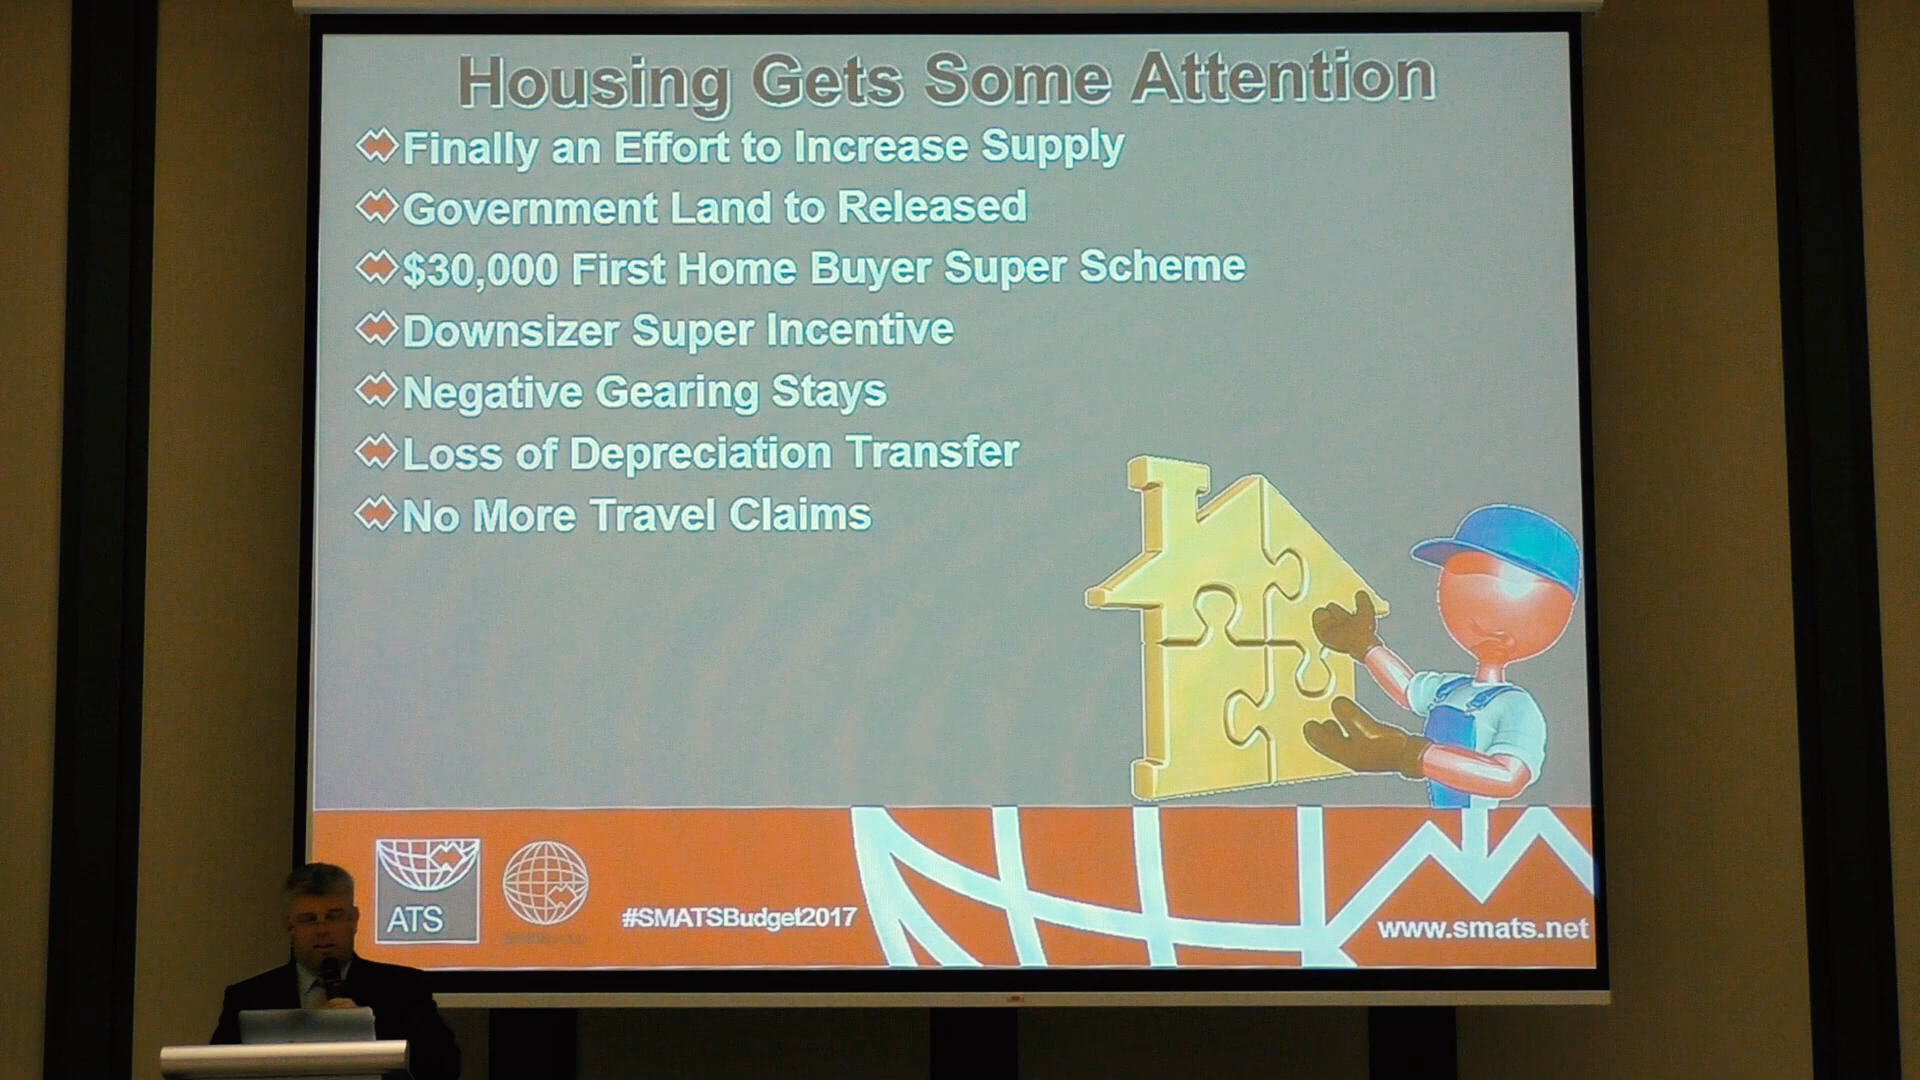 Housing Gets Some Attention
Finally an Effort to Increase Supply
Government Land to Released
$30,000 First Home Buyer Super Scheme
Downsizer Super Incentive
Negative Gearing Stays
Loss of Depreciation Transfer
No More Travel Claims
ATS
#SMATSBudget2017
www.smats.net